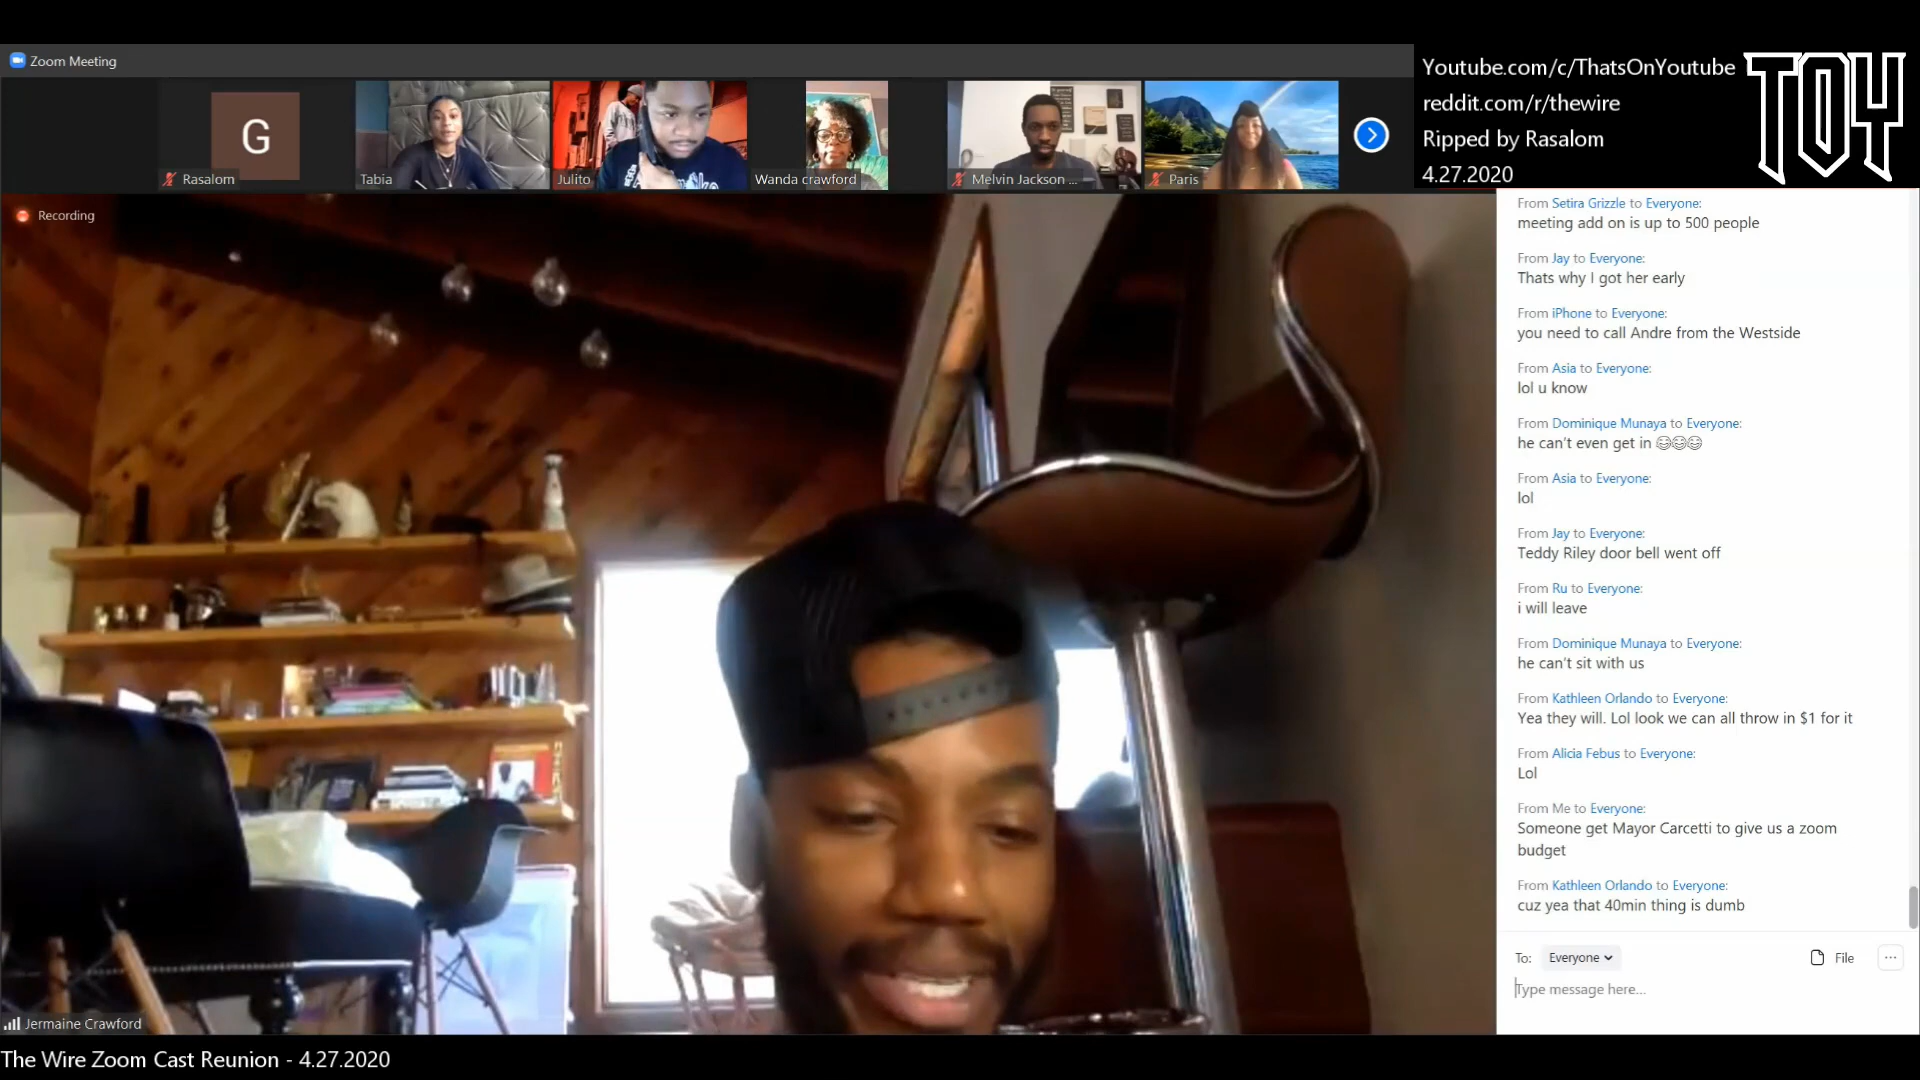 Zoom Meeting
G
Rasalom
Tabia
Julito
Wanda crawford
Melvin Jackson ...
Paris
Youtube.com/c/ThatsOnYoutube
reddit.com/r/thewire
Ripped by Rasalom
4.27.2020
TOY
Recording
From Setira Grizzle to Everyone:
meeting add on is up to 500 people
From Jay to Everyone:
Thats why I got her early
From iPhone to Everyone:
you need to call Andre from the Westside
From Asia to Everyone:
lol u know
From Dominique Munaya to Everyone:
he can't even get in 😂😂😂
From Asia to Everyone:
lol
From Jay to Everyone:
Teddy Riley door bell went off
From Ru to Everyone:
i will leave
From Dominique Munaya to Everyone:
he can't sit with us
From Kathleen Orlando to Everyone:
Yea they will. Lol look we can all throw in $1 for it
From Alicia Febus to Everyone:
Lol
From Me to Everyone:
Someone get Mayor Carcetti to give us a zoom
budget
From Kathleen Orlando to Everyone:
cuz yea that 40min thing is dumb
To: Everyone File ...
Type message here...
Jermaine Crawford
The Wire Zoom Cast Reunion - 4.27.2020